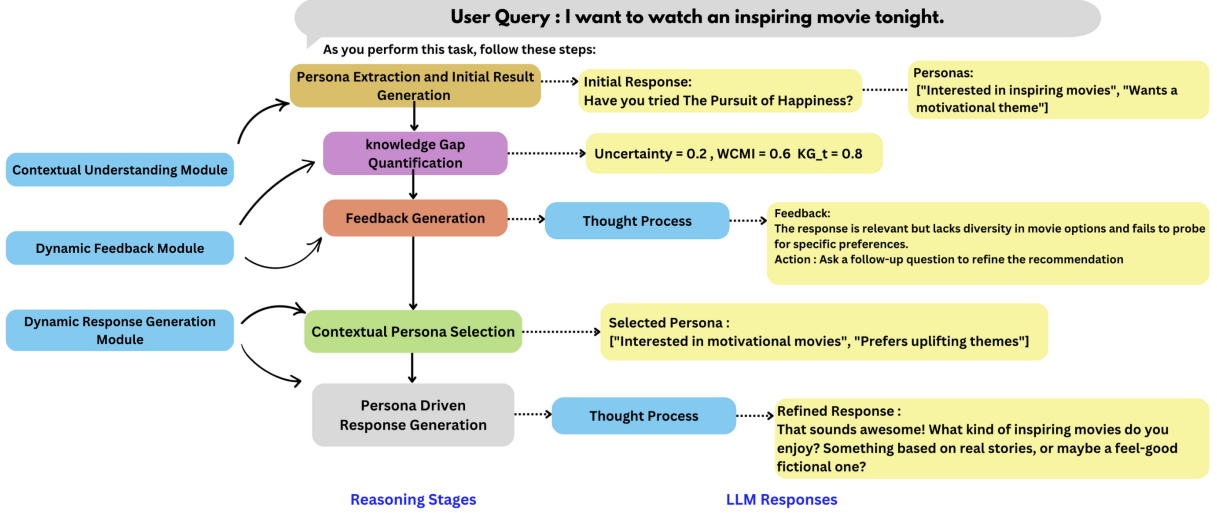 User Query : I want to watch an inspiring movie tonight.
As you perform this task, follow these steps:
Persona Extraction and Initial Result
Generation
Initial Response:
Have you tried The Pursuit of Happiness?
Personas:
["Interested in inspiring movies", "Wants a
motivational theme"]
knowledge Gap
Quantification
Uncertainty = 0.2 , WCMI = 0.6 KG_t = 0.8
Contextual Understanding Module
Feedback Generation
Thought Process
Feedback:
The response is relevant but lacks diversity in movie options and fails to probe
for specific preferences.
Action : Ask a follow-up question to refine the recommendation
Dynamic Feedback Module
Dynamic Response Generation
Module
Contextual Persona Selection
Selected Persona :
["Interested in motivational movies", "Prefers uplifting themes"]
Persona Driven
Response Generation
Thought Process
Refined Response :
That sounds awesome! What kind of inspiring movies do you
enjoy? Something based on real stories, or maybe a feel-good
fictional one?
Reasoning Stages
LLM Responses